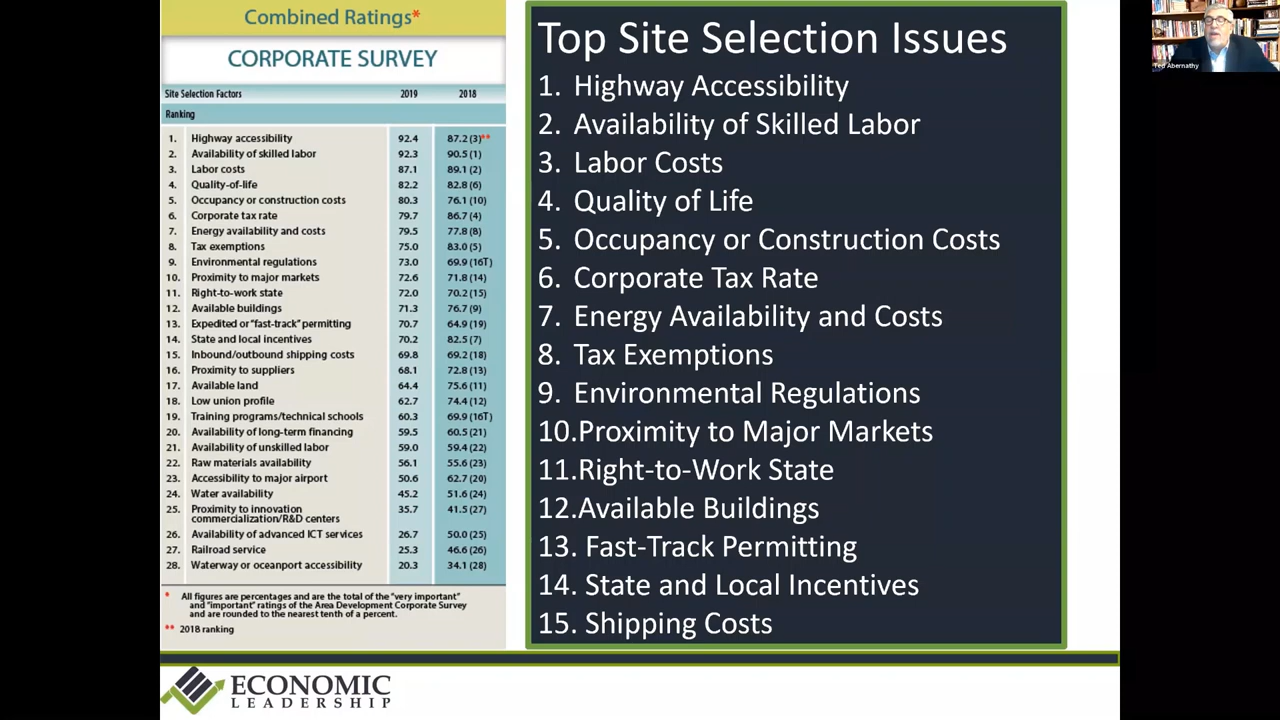 Combined Ratings*
CORPORATE SURVEY
Site Selection Factors 2019 2018
Ranking
1. Highway accessibility 92.4 87.2 (3)**
2. Availability of skilled labor 92.3 90.5 (1)
3. Labor costs 87.1 89.1 (2)
4. Quality-of-life 82.2 82.8 (6)
5. Occupancy or construction costs 80.3 76.1 (10)
6. Corporate tax rate 79.7 86.7 (4)
7. Energy availability and costs 79.5 77.8 (8)
8. Tax exemptions 75.0 83.0 (5)
9. Environmental regulations 73.0 69.9 (16T)
10. Proximity to major markets 72.6 71.8 (14)
11. Right-to-work state 72.0 70.2 (15)
12. Available buildings 71.3 76.7 (9)
13. Expedited or "fast-track" permitting 70.7 64.9 (19)
14. State and local incentives 70.2 82.5 (7)
15. Inbound/outbound shipping costs 69.8 69.2 (18)
16. Proximity to suppliers 68.1 72.8 (13)
17. Available land 64.4 75.6 (11)
18. Low union profile 62.7 74.4 (12)
19. Training programs/technical schools 60.3 69.9 (16T)
20. Availability of long-term financing 59.5 60.5 (21)
21. Availability of unskilled labor 59.0 59.4 (22)
22. Raw materials availability 56.1 55.6 (23)
23. Accessibility to major airport 50.6 62.7 (20)
24. Water availability 45.2 51.6 (24)
25. Proximity to innovation
commercialization/R&D centers 35.7 41.5 (27)
26. Availability of advanced ICT services 26.7 50.0 (25)
27. Railroad service 25.3 46.6 (26)
28. Waterway or oceanport accessibility 20.3 34.1 (28)
* All figures are percentages and are the total of the "very important"
and "important" ratings of the Area Development Corporate Survey
and are rounded to the nearest tenth of a percent.
** 2018 ranking
Top Site Selection Issues
1. Highway Accessibility
2. Availability of Skilled Labor
3. Labor Costs
4. Quality of Life
5. Occupancy or Construction Costs
6. Corporate Tax Rate
7. Energy Availability and Costs
8. Tax Exemptions
9. Environmental Regulations
10.Proximity to Major Markets
11.Right-to-Work State
12.Available Buildings
13. Fast-Track Permitting
14. State and Local Incentives
15. Shipping Costs
Ted Abernathy
ECONOMIC
LEADERSHIP